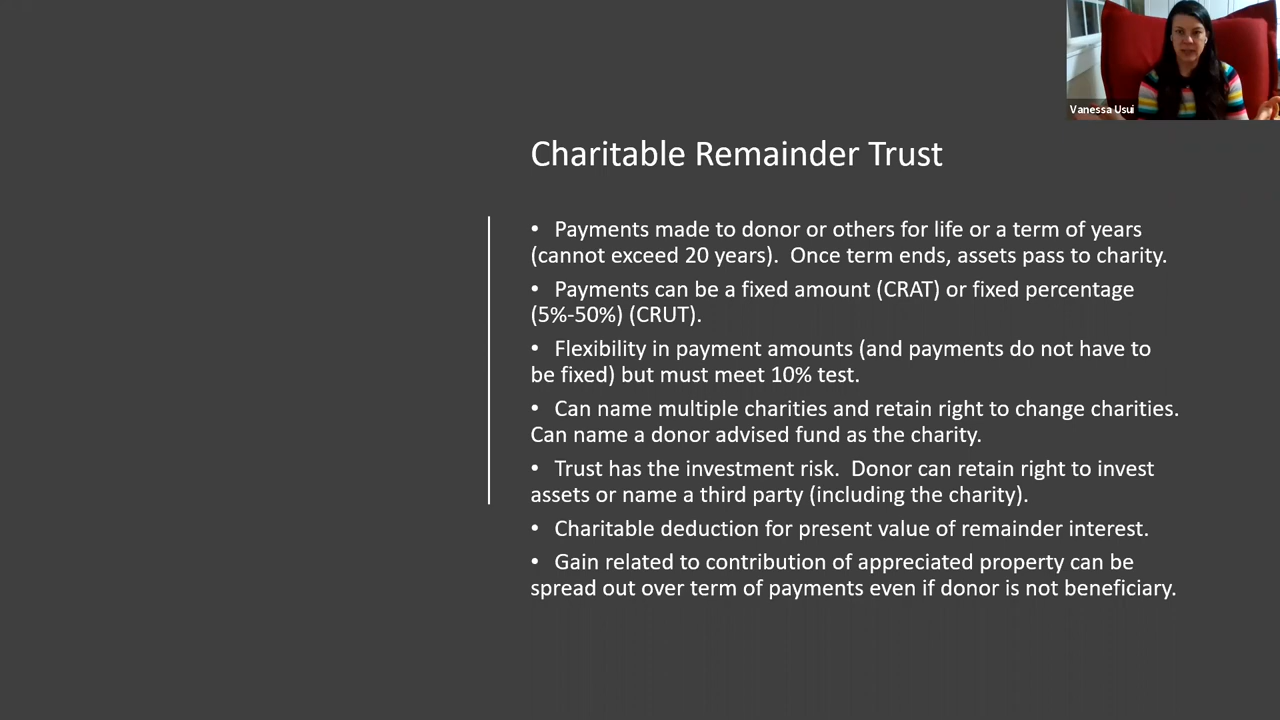 Vanessa Usui
Charitable Remainder Trust
• Payments made to donor or others for life or a term of years
(cannot exceed 20 years).  Once term ends, assets pass to charity.
• Payments can be a fixed amount (CRAT) or fixed percentage
(5%-50%) (CRUT).
• Flexibility in payment amounts (and payments do not have to
be fixed) but must meet 10% test.
• Can name multiple charities and retain right to change charities.
Can name a donor advised fund as the charity.
• Trust has the investment risk.  Donor can retain right to invest
assets or name a third party (including the charity).
• Charitable deduction for present value of remainder interest.
• Gain related to contribution of appreciated property can be
spread out over term of payments even if donor is not beneficiary.